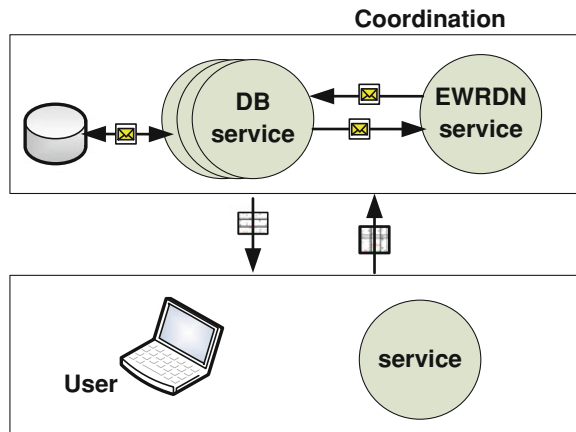 Coordination
DB
service
EWRDN
service
User
service